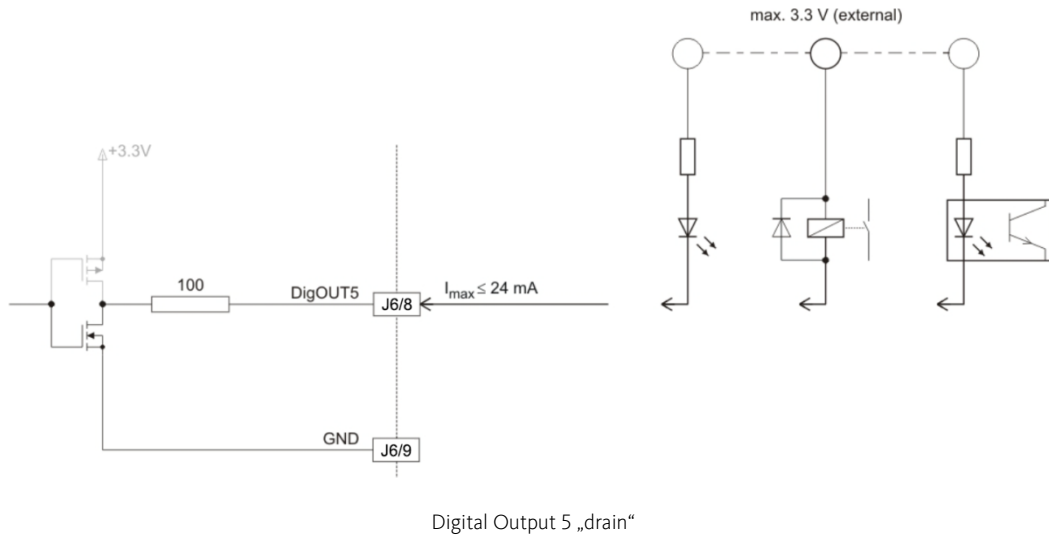 max. 3.3 V (external)
+3.3V
100
DigOUT5
J6/8
Imax ≤ 24 mA
GND
J6/9
Digital Output 5 „drain“